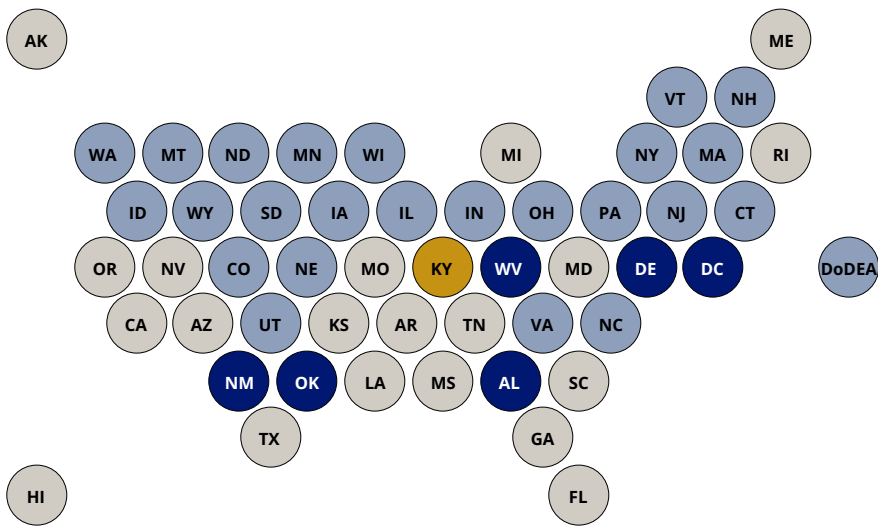 AK ME
VT NH
WA MT ND MN WI MI NY MA RI
ID WY SD IA IL IN OH PA NJ CT
OR NV CO NE MO KY WV MD DE DC DoDEA
CA AZ UT KS AR TN VA NC
NM OK LA MS AL SC
TX GA
HI FL